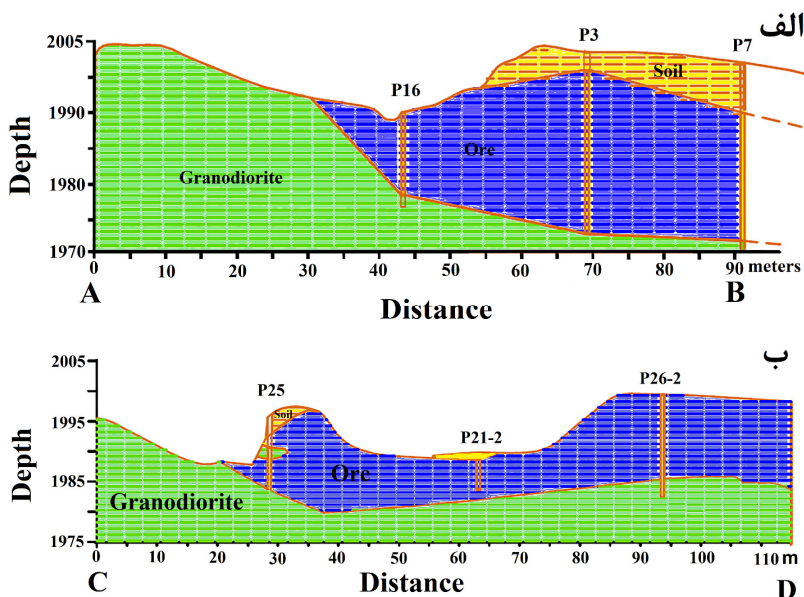 الف
2005
1990
1980
1970
Depth
P16
P3
P7
Soil
Ore
Granodiorite
0 10 20 30 40 50 60 70 80 90 meters
A Distance B
ب
2005
1995
1985
1975
Depth
P25
P21-2
P26-2
Soil
Ore
Granodiorite
0 10 20 30 40 50 60 70 80 90 100 110 m
C Distance D